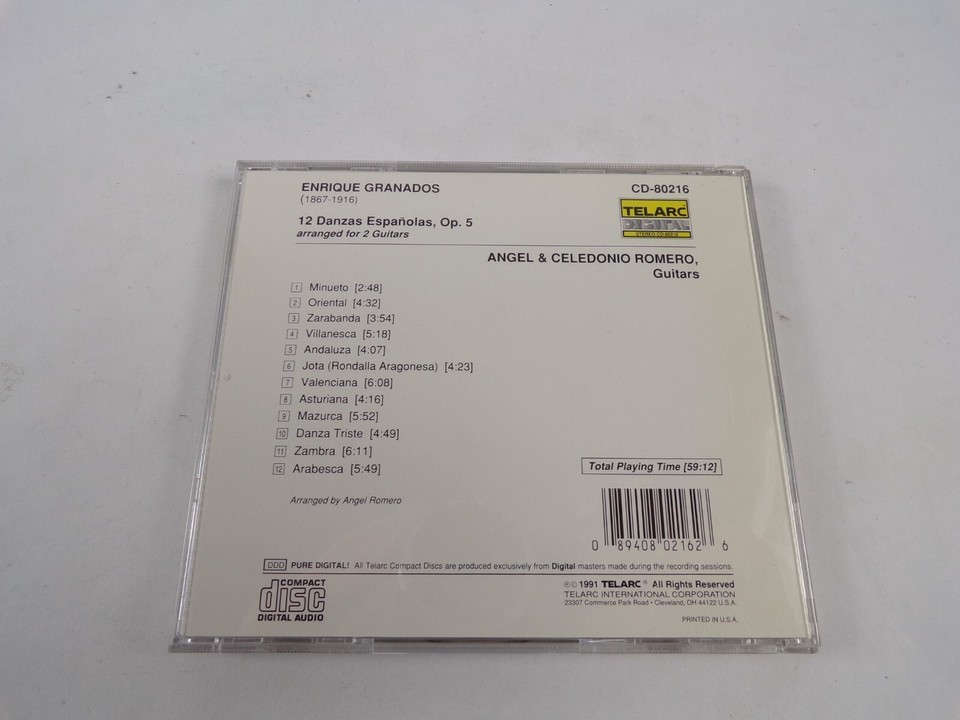 ENRIQUE GRANADOS
(1867-1916)
CD-80216
TELARC
DIGITAL
STEREO CD-80216
12 Danzas Españolas, Op. 5
arranged for 2 Guitars
ANGEL & CELEDONIO ROMERO,
Guitars
1 Minueto [2:48]
2 Oriental [4:32]
3 Zarabanda [3:54]
4 Villanesca [5:18]
5 Andaluza [4:07]
6 Jota (Rondalla Aragonesa) [4:23]
7 Valenciana [6:08]
8 Asturiana [4:16]
9 Mazurca [5:52]
10 Danza Triste [4:49]
11 Zambra [6:11]
12 Arabesca [5:49]
Total Playing Time [59:12]
Arranged by Angel Romero
0 89408 02162 6
DDD PURE DIGITAL! All Telarc Compact Discs are produced exclusively from Digital masters made during the recording sessions.
COMPACT
disc
DIGITAL AUDIO
℗© 1991 TELARC® All Rights Reserved
TELARC INTERNATIONAL CORPORATION
23307 Commerce Park Road • Cleveland, OH 44122 U.S.A.
PRINTED IN U.S.A.